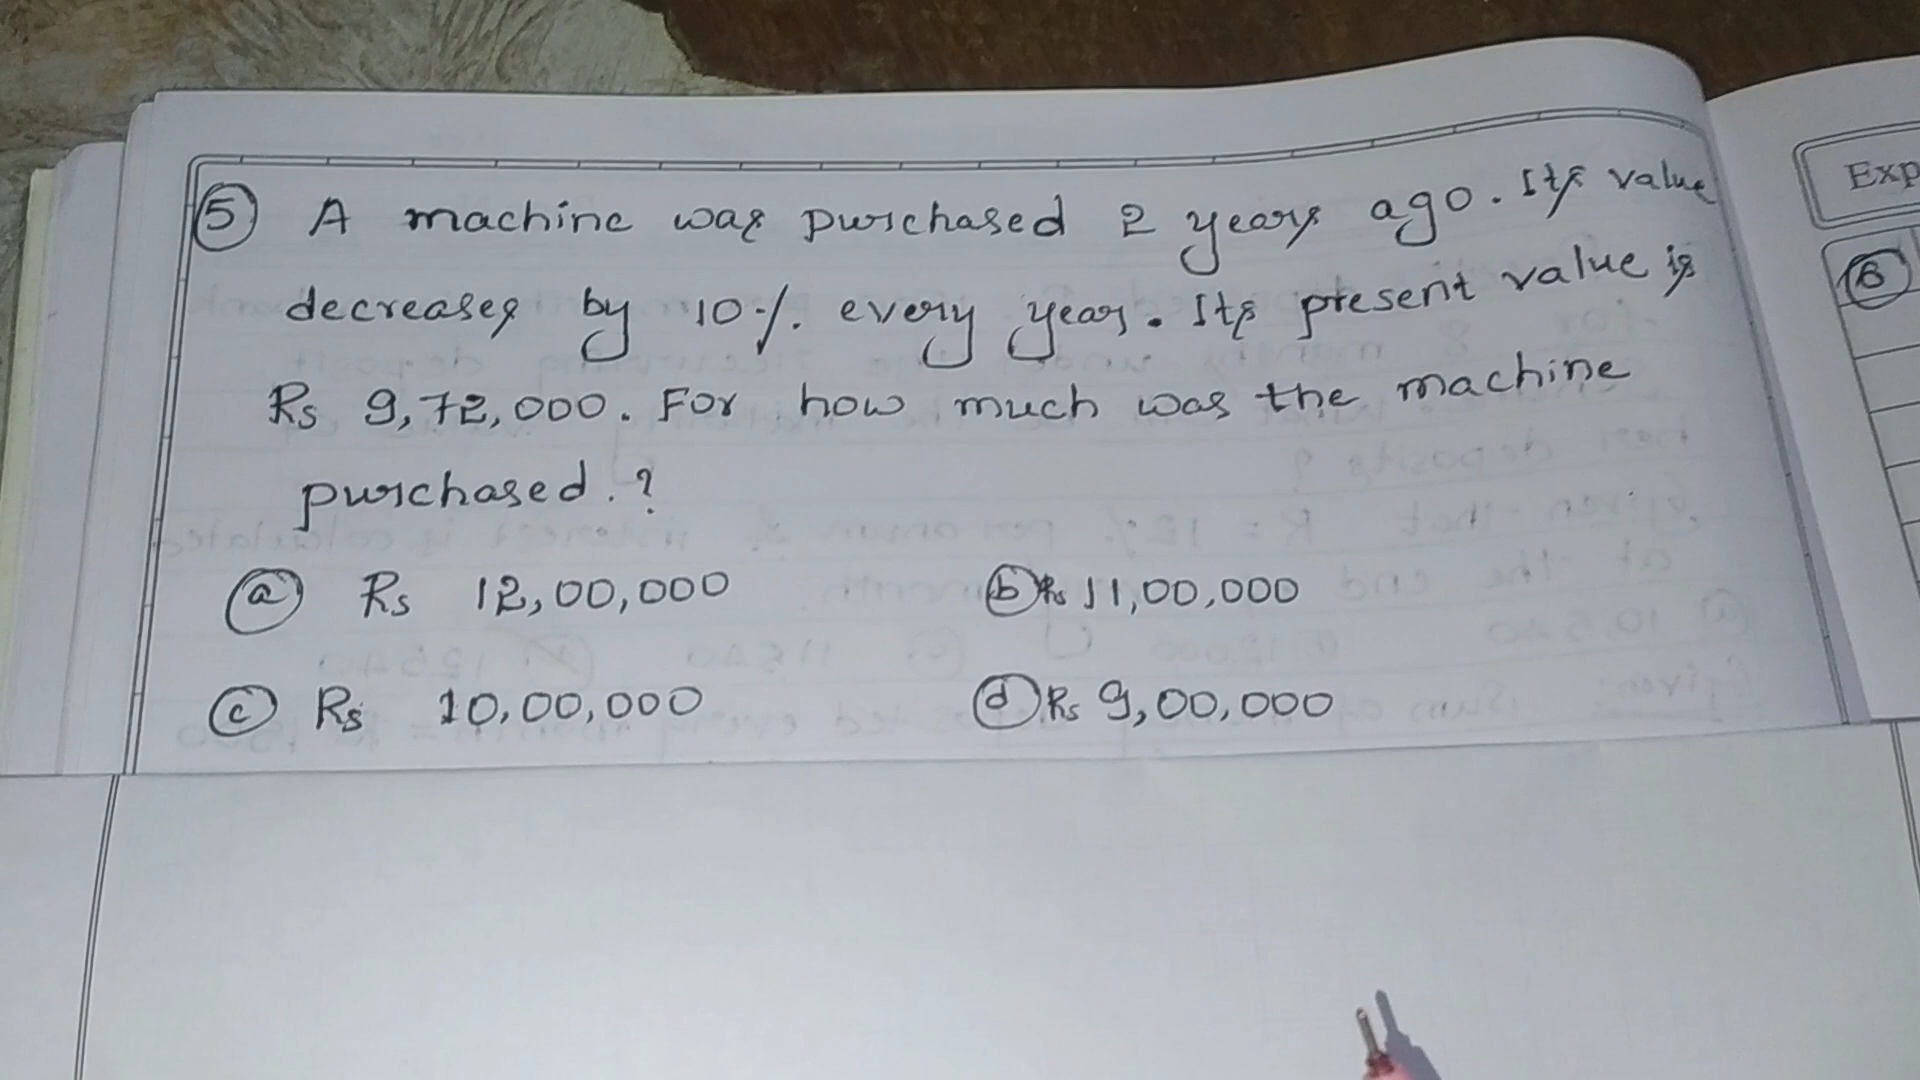 5 A machine was purchased 2 years ago. Its value
decreases by 10%. every year. Its present value is
Rs 9,72,000. For how much was the machine
purchased.?
a Rs 12,00,000 b Rs 11,00,000
c Rs 10,00,000 d Rs 9,00,000
Exp
6